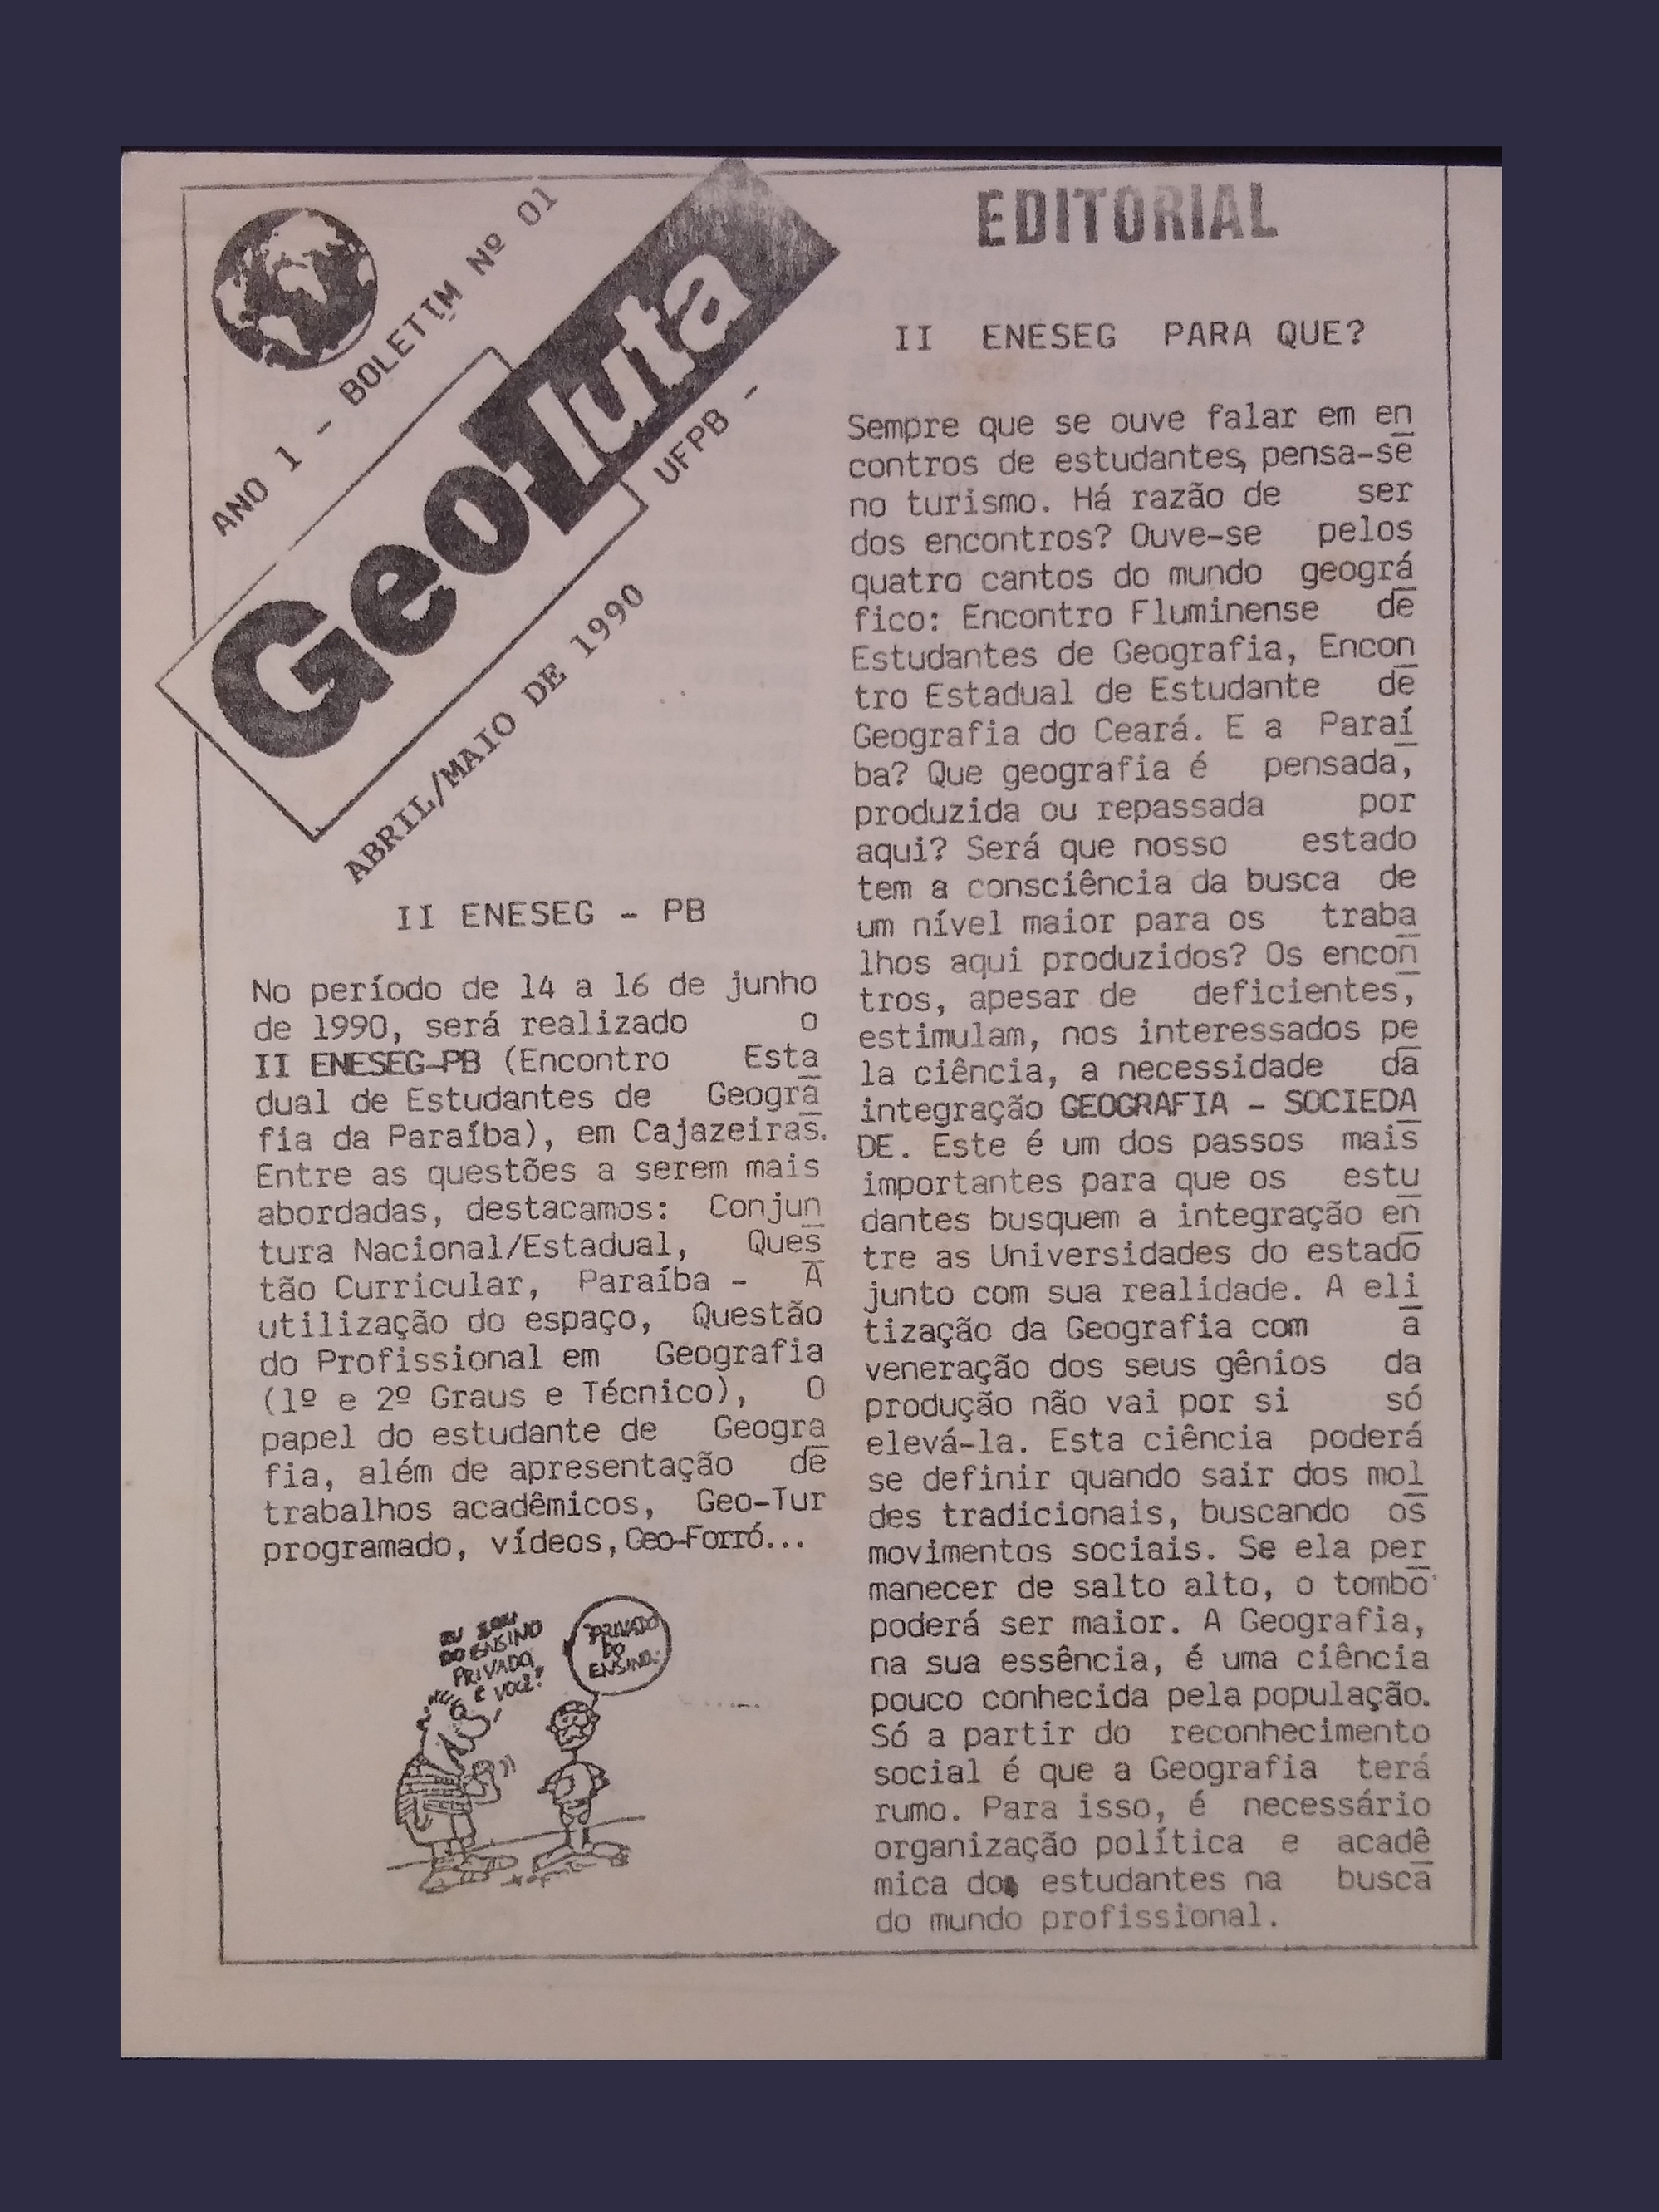 ANO 1 - BOLETIM Nº 01
Geoluta
ABRIL/MAIO DE 1990
UFPB -
II ENESEG - PB
No período de 14 a 16 de junho
de 1990, será realizado o
II ENESEG-PB (Encontro Esta
dual de Estudantes de Geogra
fia da Paraíba), em Cajazeiras.
Entre as questões a serem mais
abordadas, destacamos: Conjun
tura Nacional/Estadual, Ques
tão Curricular, Paraíba - A
utilização do espaço, Questão
do Profissional em Geografia
(1º e 2º Graus e Técnico), O
papel do estudante de Geogra
fia, além de apresentação de
trabalhos acadêmicos, Geo-Tur
programado, vídeos, Geo-Forró...
EU SOU
DO ENSINO
PRIVADO,
E VOCÊ?
PRIVADO
DO
ENSINO.
EDITORIAL
II ENESEG PARA QUE?
Sempre que se ouve falar em en
contros de estudantes, pensa-se
no turismo. Há razão de ser
dos encontros? Ouve-se pelos
quatro cantos do mundo geográ
fico: Encontro Fluminense de
Estudantes de Geografia, Encon
tro Estadual de Estudante de
Geografia do Ceará. E a Paraí
ba? Que geografia é pensada,
produzida ou repassada por
aqui? Será que nosso estado
tem a consciência da busca de
um nível maior para os traba
lhos aqui produzidos? Os encon
tros, apesar de deficientes,
estimulam, nos interessados pe
la ciência, a necessidade da
integração GEOGRAFIA - SOCIEDA
DE. Este é um dos passos mais
importantes para que os estu
dantes busquem a integração en
tre as Universidades do estado
junto com sua realidade. A eli
tização da Geografia com a
veneração dos seus gênios da
produção não vai por si só
elevá-la. Esta ciência poderá
se definir quando sair dos mol
des tradicionais, buscando os
movimentos sociais. Se ela per
manecer de salto alto, o tombo
poderá ser maior. A Geografia,
na sua essência, é uma ciência
pouco conhecida pela população.
Só a partir do reconhecimento
social é que a Geografia terá
rumo. Para isso, é necessário
organização política e acadê
mica dos estudantes na busca
do mundo profissional.